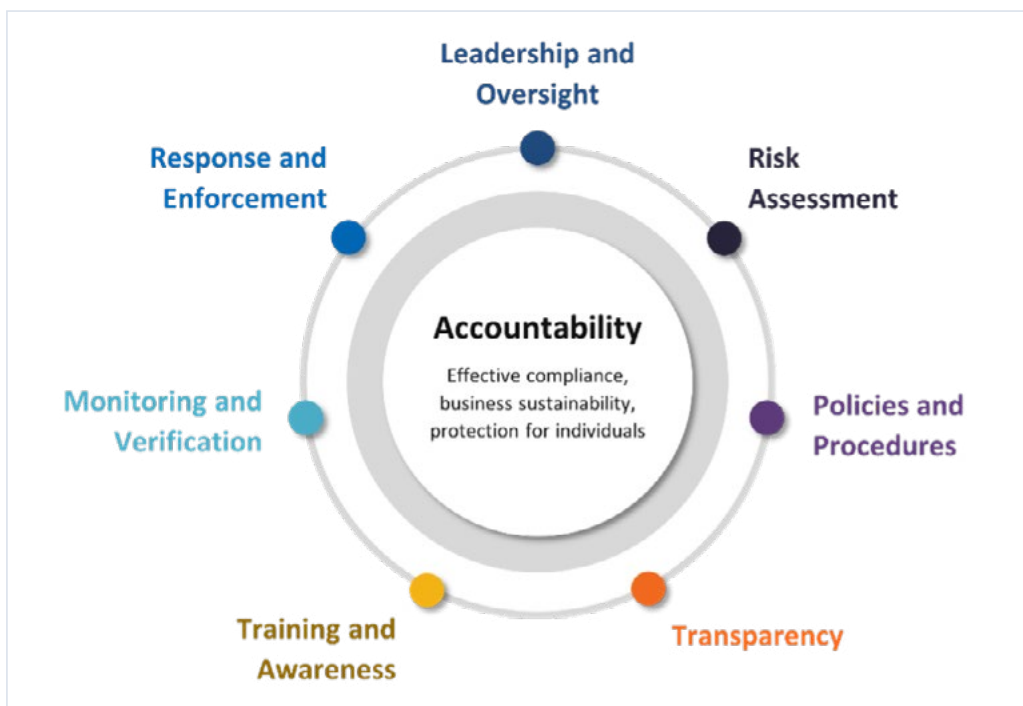 Leadership and
Oversight
Response and
Enforcement
Risk
Assessment
Accountability
Effective compliance,
business sustainability,
protection for individuals
Monitoring and
Verification
Policies and
Procedures
Training and
Awareness
Transparency